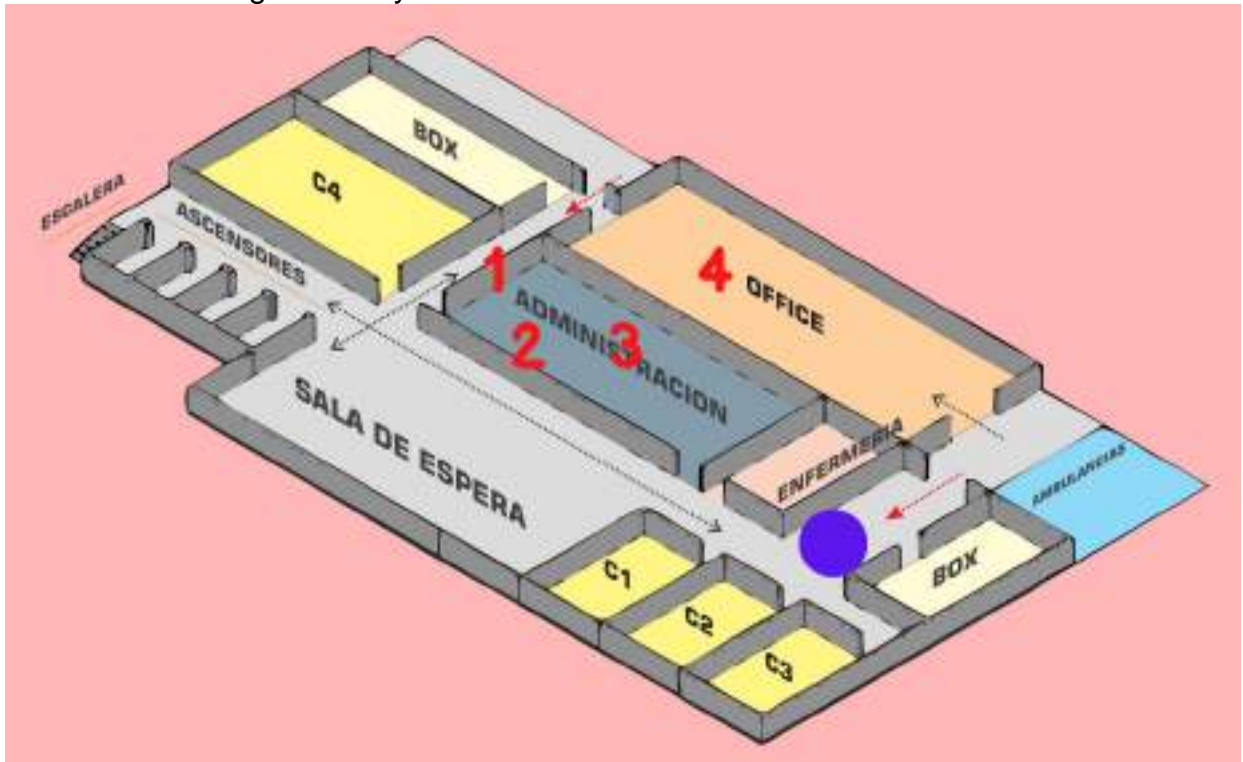 BOX
C4
ESCALERA
ASCENSORES
1
4
OFFICE
ADMINISTRACION
2
3
SALA DE ESPERA
ENFERMERIA
AMBULANCIAS
BOX
C1
C2
C3